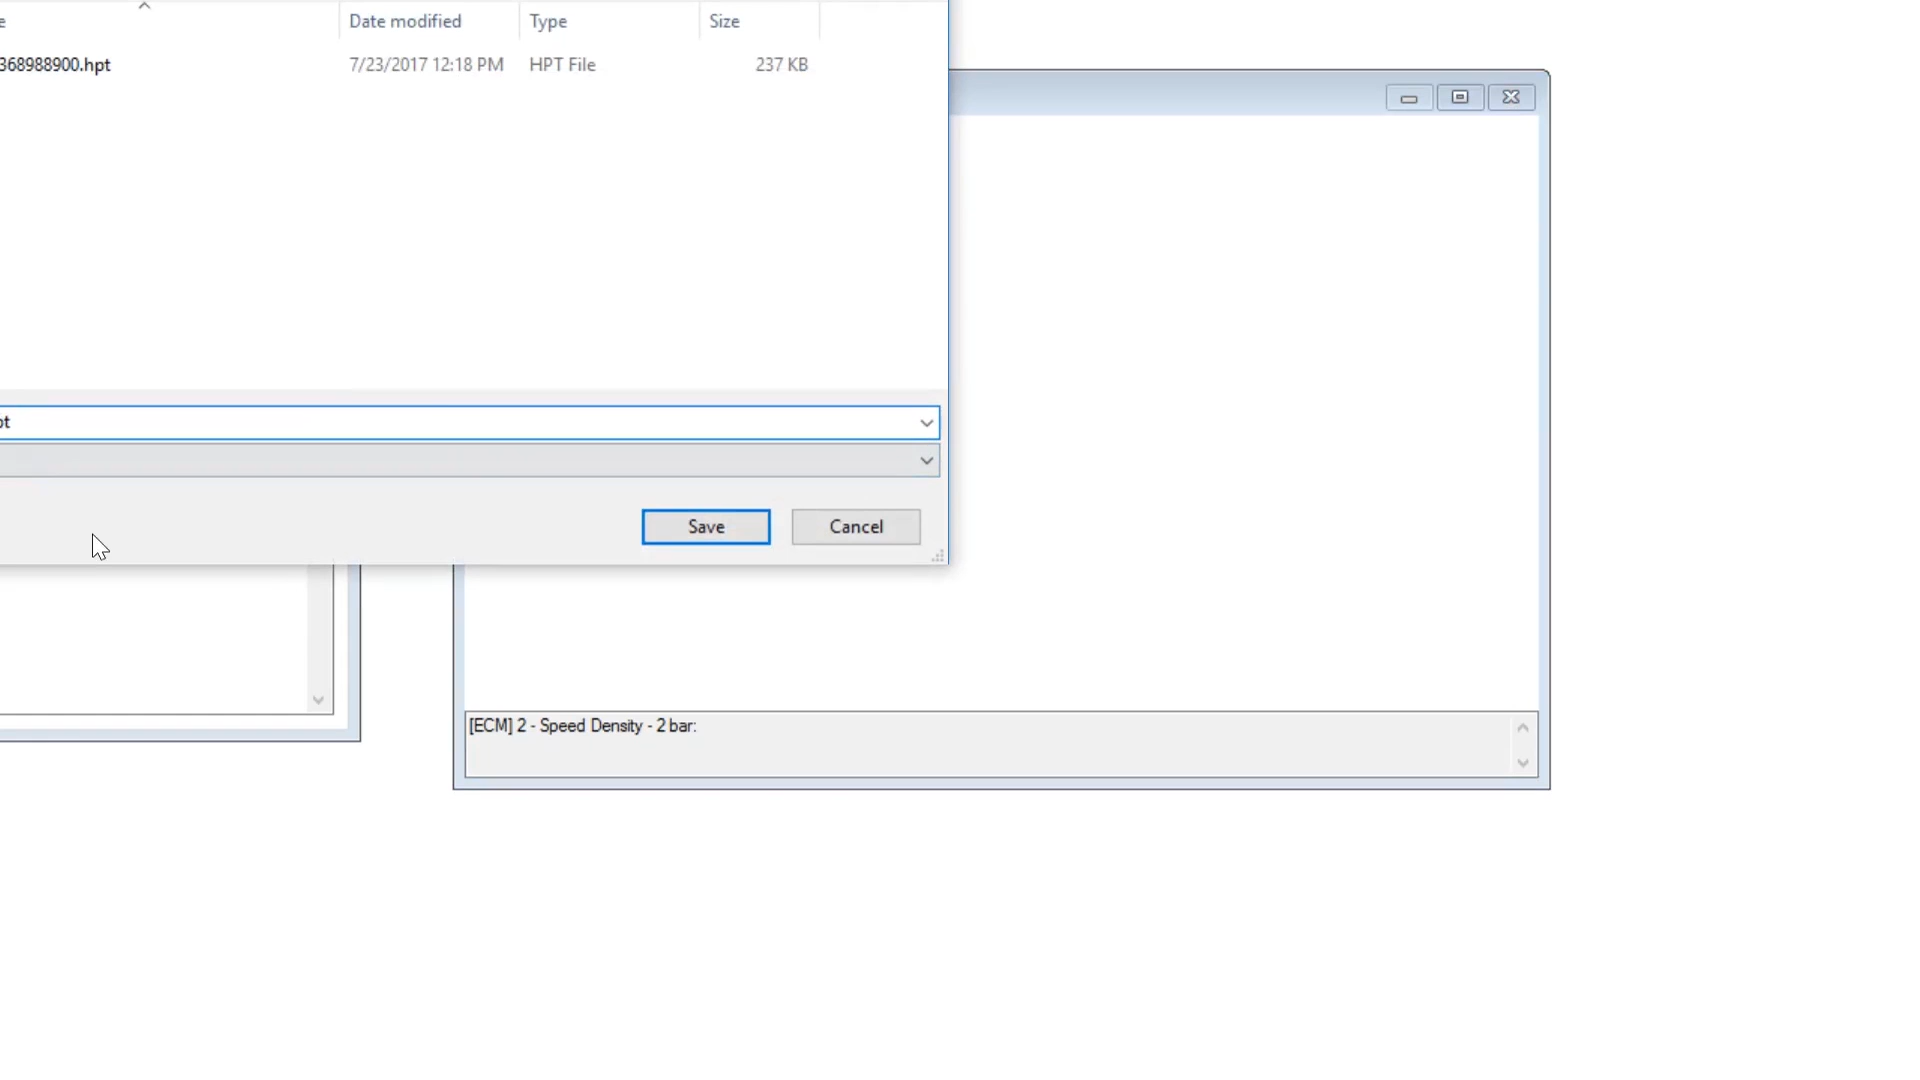 e
Date modified
Type
Size
368988900.hpt
7/23/2017 12:18 PM
HPT File
237 KB
pt
Save
Cancel
[ECM] 2 - Speed Density - 2 bar: